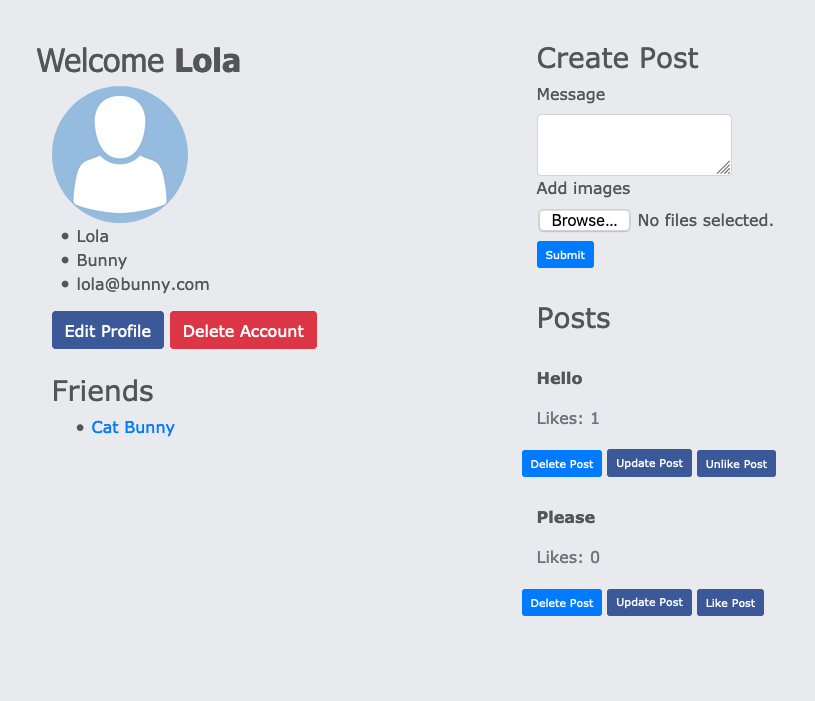 Welcome Lola
Lola
Bunny
lola@bunny.com
Edit Profile Delete Account
Friends
Cat Bunny
Create Post
Message
Add images
Browse... No files selected.
Submit
Posts
Hello
Likes: 1
Delete Post Update Post Unlike Post
Please
Likes: 0
Delete Post Update Post Like Post